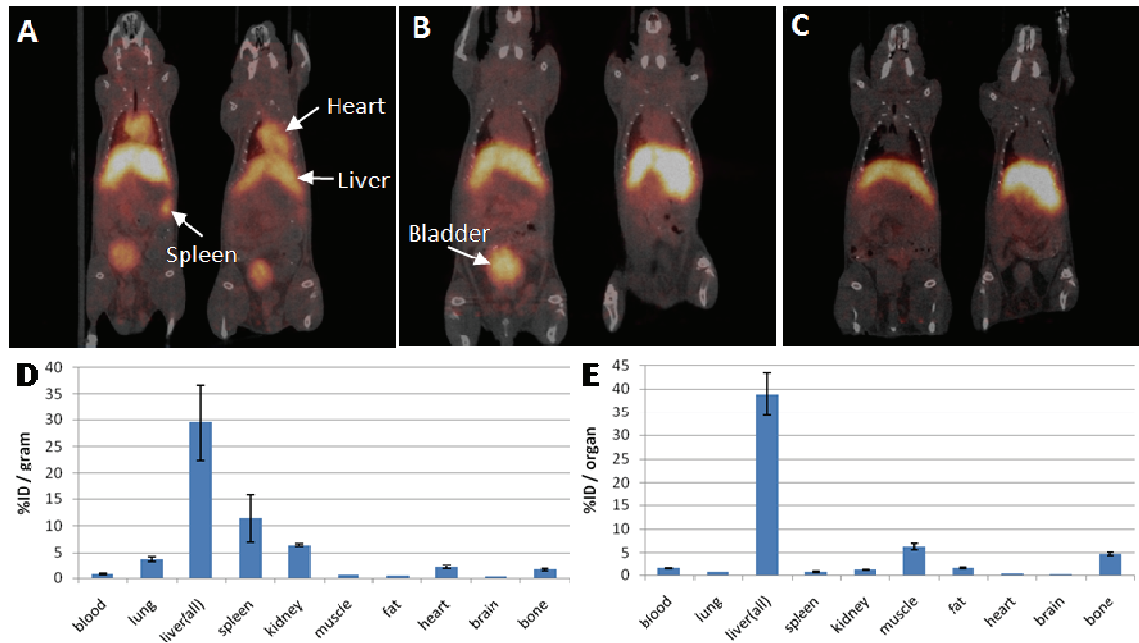 A
B
C
Heart
Liver
Spleen
Bladder
D
40
35
30
25
20
15
10
5
0
%ID / gram
blood
lung
liver(all)
spleen
kidney
muscle
fat
heart
brain
bone
E
45
40
35
30
25
20
15
10
5
0
%ID / organ
blood
lung
liver(all)
spleen
kidney
muscle
fat
heart
brain
bone